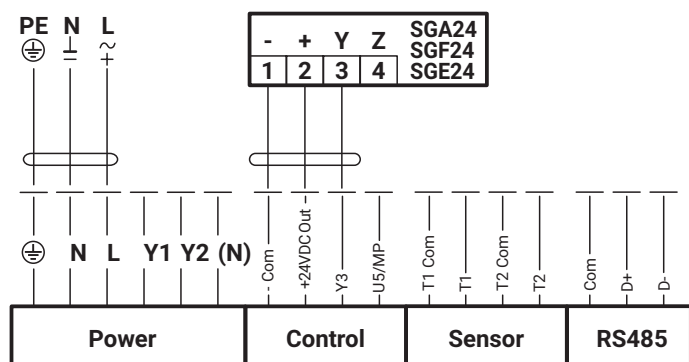 PE N L
- + Y Z
SGA24
SGF24
SGE24
1 2 3 4
N L Y1 Y2 (N)
- Com
+24VDC Out
Y3
U5/MP
T1 Com
T1
T2 Com
T2
Com
D+
D-
Power
Control
Sensor
RS485